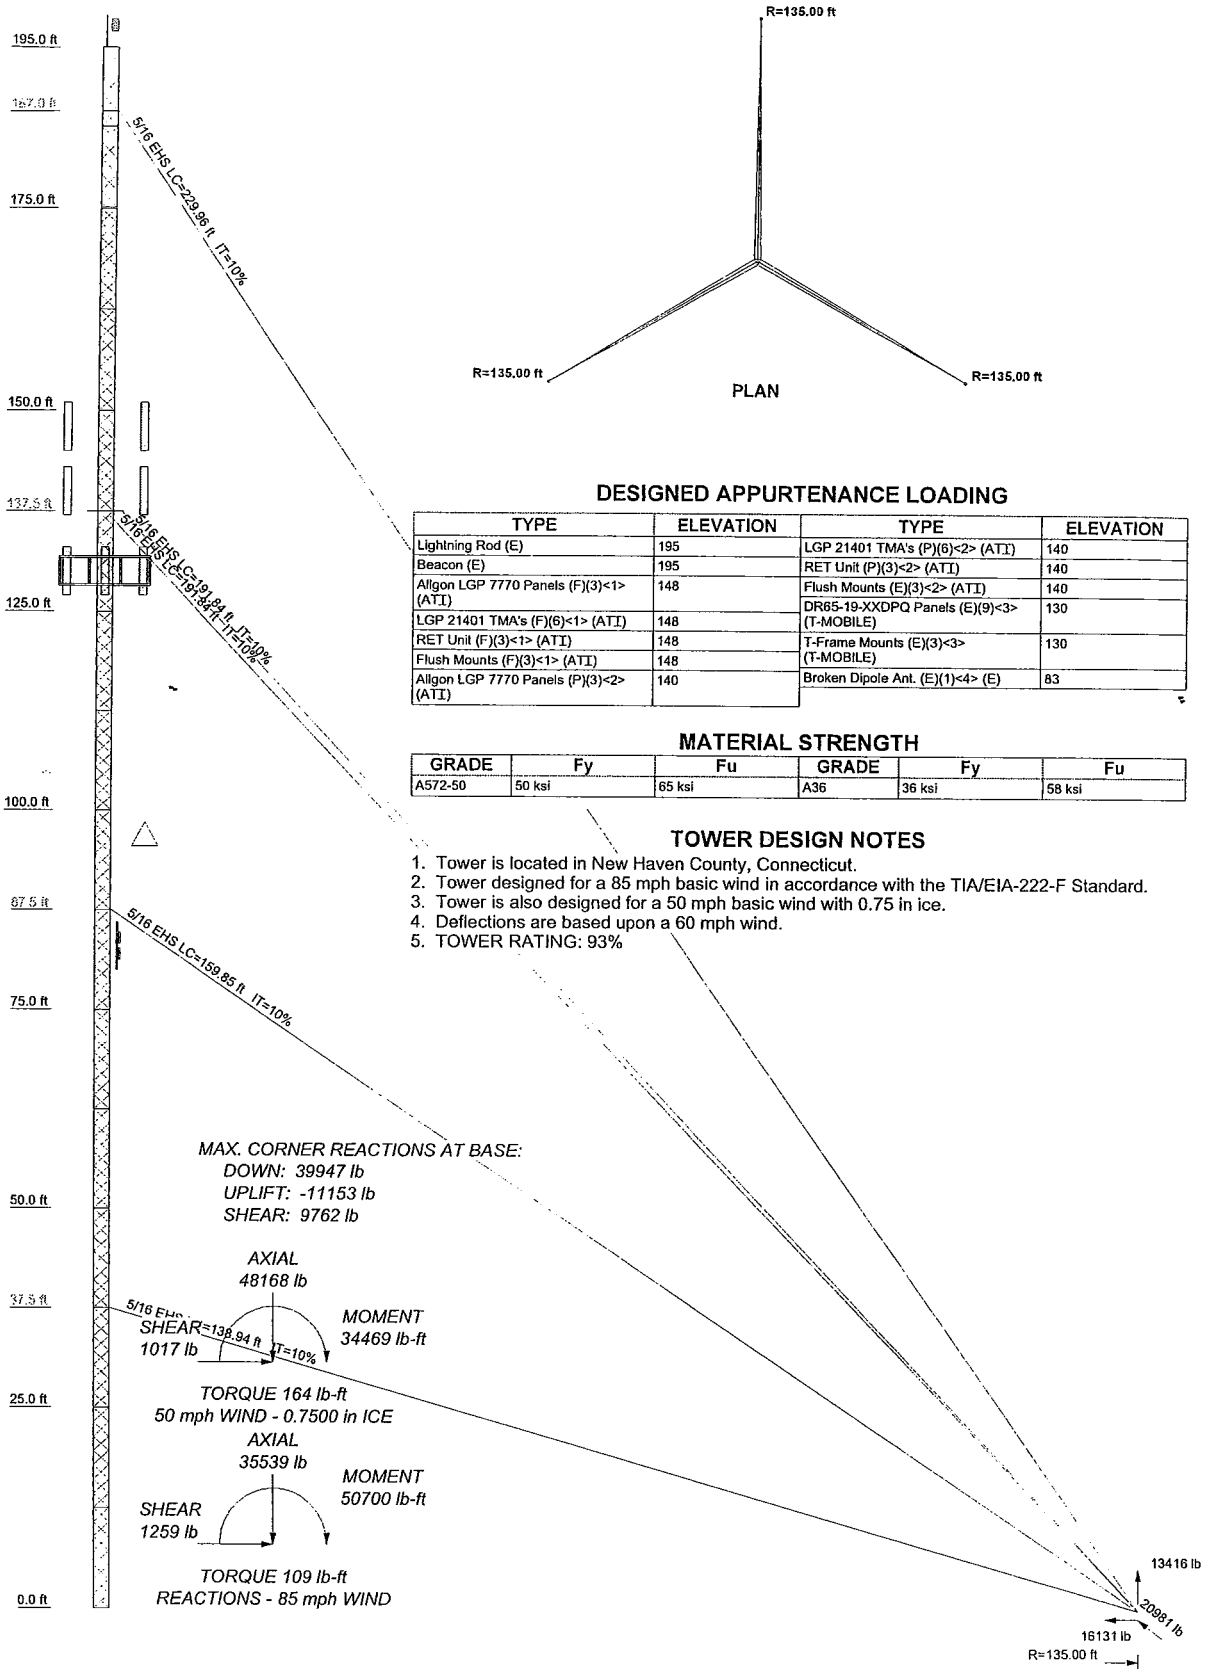 R=135.00 ft
195.0 ft
187.0 ft
5/16 EHS LC=229.96 ft IT=10%
175.0 ft
R=135.00 ft
R=135.00 ft
PLAN
150.0 ft
137.5 ft
5/16 EHS LC=191.84 ft IT=10%
5/16 EHS LC=191.84 ft IT=10%
125.0 ft
DESIGNED APPURTENANCE LOADING
TYPE ELEVATION TYPE ELEVATION
Lightning Rod (E) 195 LGP 21401 TMA's (P)(6)<2> (ATI) 140
Beacon (E) 195 RET Unit (P)(3)<2> (ATI) 140
Allgon LGP 7770 Panels (F)(3)<1> (ATI) 148 Flush Mounts (E)(3)<2> (ATI) 140
LGP 21401 TMA's (F)(6)<1> (ATI) 148 DR65-19-XXDPQ Panels (E)(9)<3> (T-MOBILE) 130
RET Unit (F)(3)<1> (ATI) 148 T-Frame Mounts (E)(3)<3> (T-MOBILE) 130
Flush Mounts (F)(3)<1> (ATI) 148
Allgon LGP 7770 Panels (P)(3)<2> (ATI) 140 Broken Dipole Ant. (E)(1)<4> (E) 83
MATERIAL STRENGTH
GRADE Fy Fu GRADE Fy Fu
A572-50 50 ksi 65 ksi A36 36 ksi 58 ksi
100.0 ft
TOWER DESIGN NOTES
1. Tower is located in New Haven County, Connecticut.
2. Tower designed for a 85 mph basic wind in accordance with the TIA/EIA-222-F Standard.
3. Tower is also designed for a 50 mph basic wind with 0.75 in ice.
4. Deflections are based upon a 60 mph wind.
5. TOWER RATING: 93%
87.5 ft
5/16 EHS LC=159.85 ft IT=10%
75.0 ft
MAX. CORNER REACTIONS AT BASE:
DOWN: 39947 lb
UPLIFT: -11153 lb
SHEAR: 9762 lb
50.0 ft
AXIAL
48168 lb
37.5 ft
5/16 EHS =138.94 ft IT=10%
SHEAR
1017 lb
MOMENT
34469 lb-ft
TORQUE 164 lb-ft
50 mph WIND - 0.7500 in ICE
25.0 ft
AXIAL
35539 lb
MOMENT
50700 lb-ft
SHEAR
1259 lb
TORQUE 109 lb-ft
REACTIONS - 85 mph WIND
0.0 ft
13416 lb
20981 lb
16131 lb
R=135.00 ft